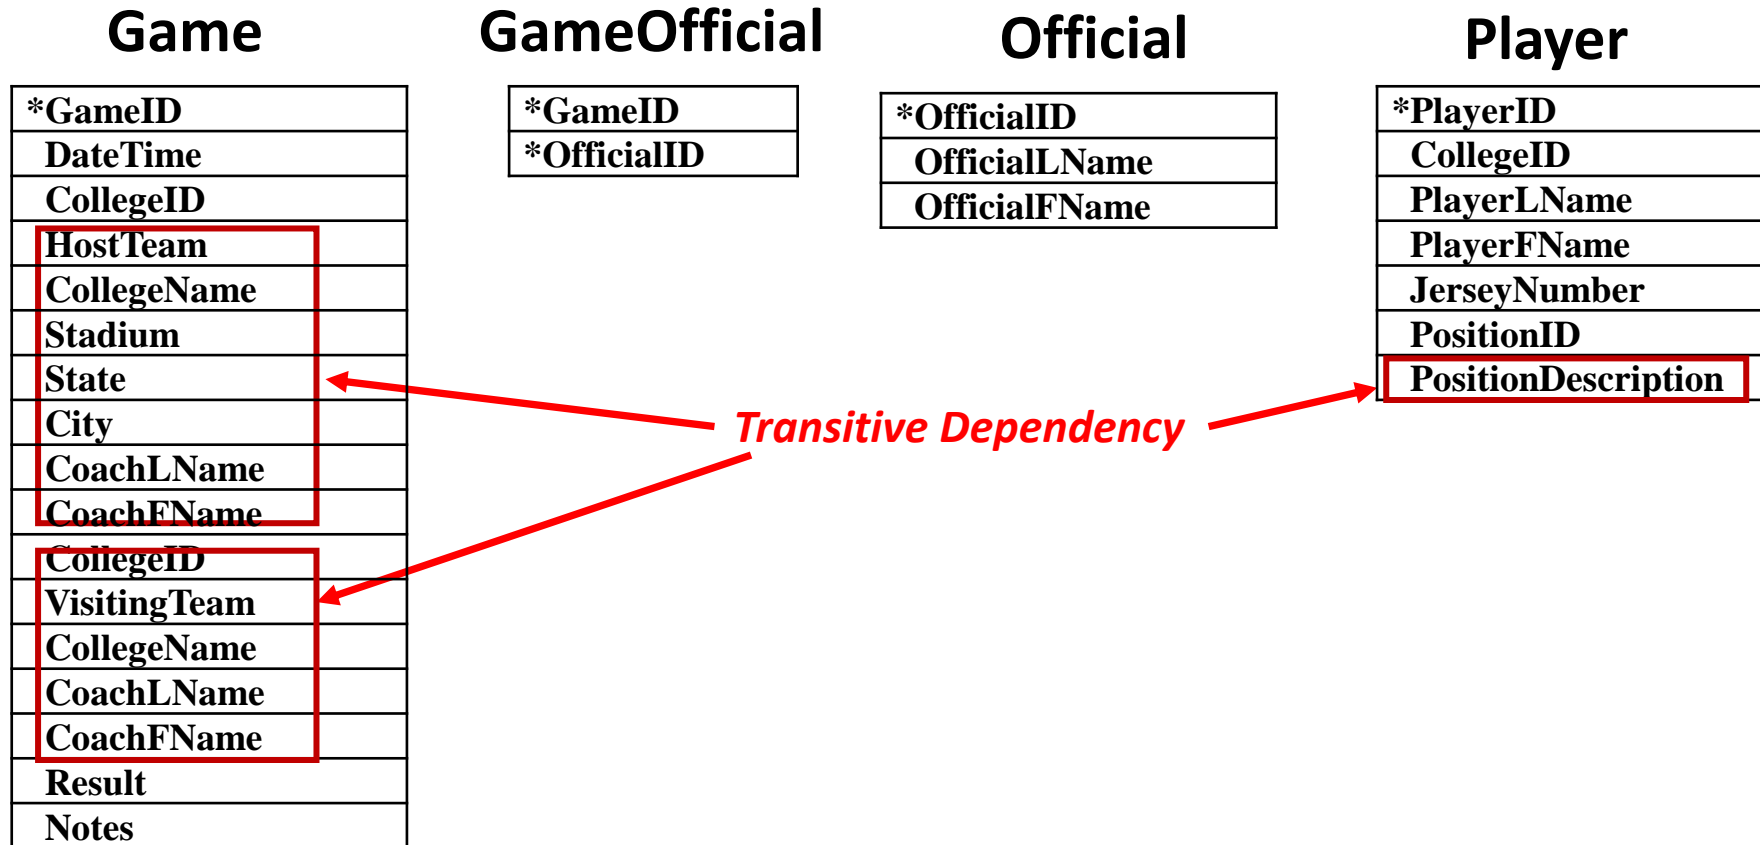 Game
*GameID
DateTime
CollegeID
HostTeam
CollegeName
Stadium
State
City
CoachLName
CoachFName
CollegeID
VisitingTeam
CollegeName
CoachLName
CoachFName
Result
Notes
GameOfficial
*GameID
*OfficialID
Official
*OfficialID
OfficialLName
OfficialFName
Player
*PlayerID
CollegeID
PlayerLName
PlayerFName
JerseyNumber
PositionID
PositionDescription
Transitive Dependency